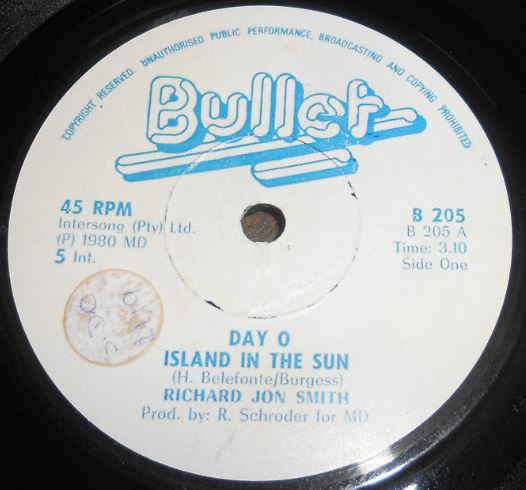 COPYRIGHT RESERVED. UNAUTHORISED PUBLIC PERFORMANCE, BROADCASTING AND COPYING PROHIBITED
Bullet
45 RPM
Intersong (Pty) Ltd.
(P) 1980 MD
5 Int.
B 205
B 205 A
Time: 3.10
Side One
DAY O
ISLAND IN THE SUN
(H. Belefonte/Burgess)
RICHARD JON SMITH
Prod. by: R. Schroder for MD